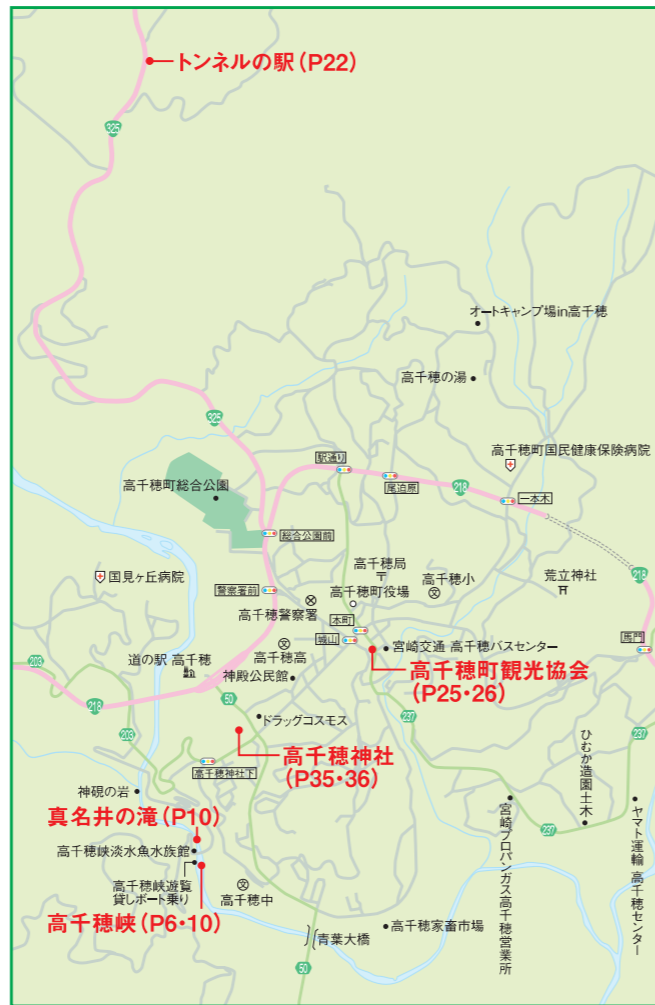 トンネルの駅(P22)
325
オートキャンプ場in高千穂
高千穂の湯
325
高千穂町国民健康保険病院
駅通り
尾迫原
218
高千穂町総合公園
一本木
総合公園前
高千穂局
国見ヶ丘病院
警察署前
高千穂町役場
高千穂小
荒立神社
218
高千穂警察署
本町
城山
宮崎交通 高千穂バスセンター
馬門
203
道の駅 高千穂
高千穂高
神殿公民館
高千穂町観光協会
(P25・26)
218
50
203
ドラッグコスモス
237
237
高千穂神社
(P35・36)
高千穂神社下
ひむか造園土木
神硯の岩
真名井の滝(P10)
237
宮崎プロパンガス高千穂営業所
ヤマト運輸 高千穂センター
高千穂峡淡水魚水族館
高千穂峡遊覧
貸しボート乗り
高千穂中
高千穂峡(P6・10)
青葉大橋
高千穂家畜市場
50